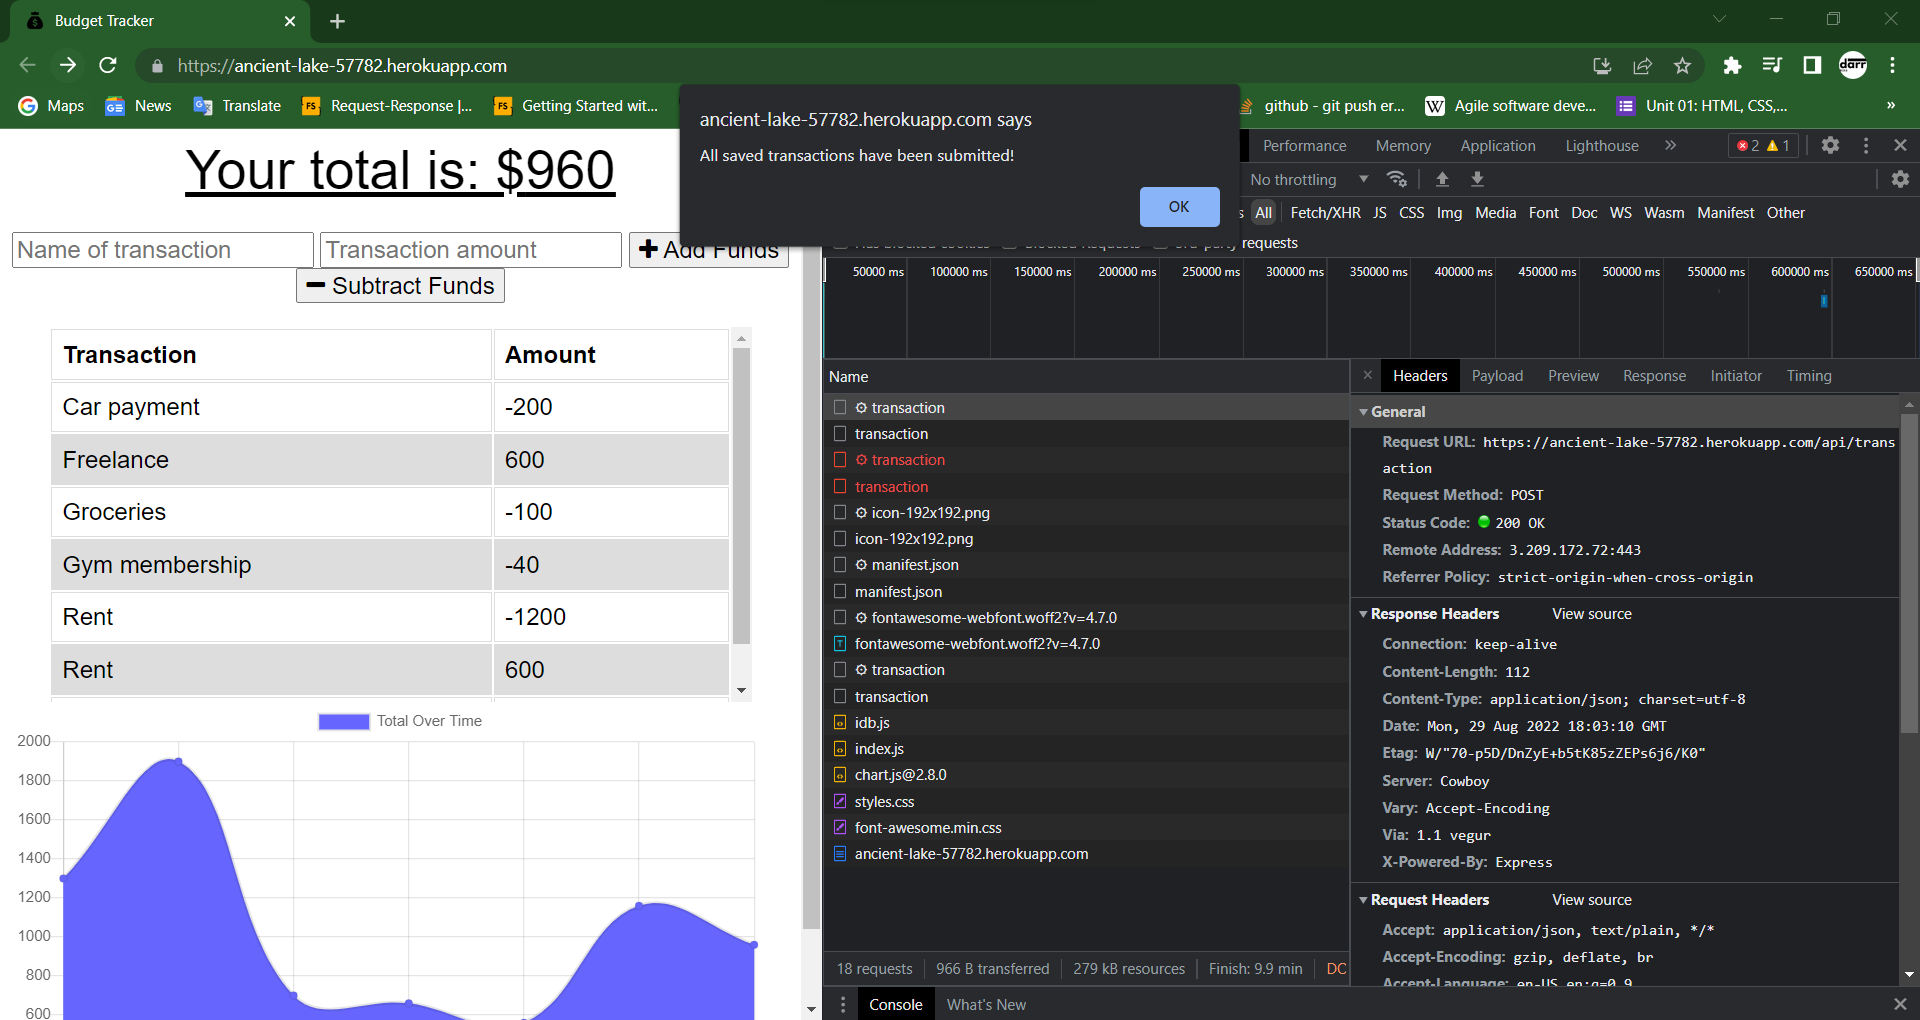 Budget Tracker
https://ancient-lake-57782.herokuapp.com
darr
Maps
News
Translate
FS Request-Response |...
FS Getting Started wit...
github - git push er...
W Agile software deve...
Unit 01: HTML, CSS,...
»
ancient-lake-57782.herokuapp.com says
All saved transactions have been submitted!
OK
Your total is: $960
Name of transaction
Transaction amount
Add Funds
Subtract Funds
Transaction Amount
Car payment -200
Freelance 600
Groceries -100
Gym membership -40
Rent -1200
Rent 600
Total Over Time
2000
1800
1600
1400
1200
1000
800
600
Performance Memory Application Lighthouse » 2 1
No throttling
All Fetch/XHR JS CSS Img Media Font Doc WS Wasm Manifest Other
requests
50000 ms 100000 ms 150000 ms 200000 ms 250000 ms 300000 ms 350000 ms 400000 ms 450000 ms 500000 ms 550000 ms 600000 ms 650000 ms
Name
transaction
transaction
transaction
transaction
icon-192x192.png
icon-192x192.png
manifest.json
manifest.json
fontawesome-webfont.woff2?v=4.7.0
fontawesome-webfont.woff2?v=4.7.0
transaction
transaction
idb.js
index.js
chart.js@2.8.0
styles.css
font-awesome.min.css
ancient-lake-57782.herokuapp.com
18 requests 966 B transferred 279 kB resources Finish: 9.9 min DC
Headers Payload Preview Response Initiator Timing
General
Request URL: https://ancient-lake-57782.herokuapp.com/api/trans
action
Request Method: POST
Status Code: 200 OK
Remote Address: 3.209.172.72:443
Referrer Policy: strict-origin-when-cross-origin
Response Headers View source
Connection: keep-alive
Content-Length: 112
Content-Type: application/json; charset=utf-8
Date: Mon, 29 Aug 2022 18:03:10 GMT
Etag: W/"70-p5D/DnZyE+b5tK85zZEPs6j6/K0"
Server: Cowboy
Vary: Accept-Encoding
Via: 1.1 vegur
X-Powered-By: Express
Request Headers View source
Accept: application/json, text/plain, */*
Accept-Encoding: gzip, deflate, br
Accept-Language: en-US,en;q=0.9
Console What's New